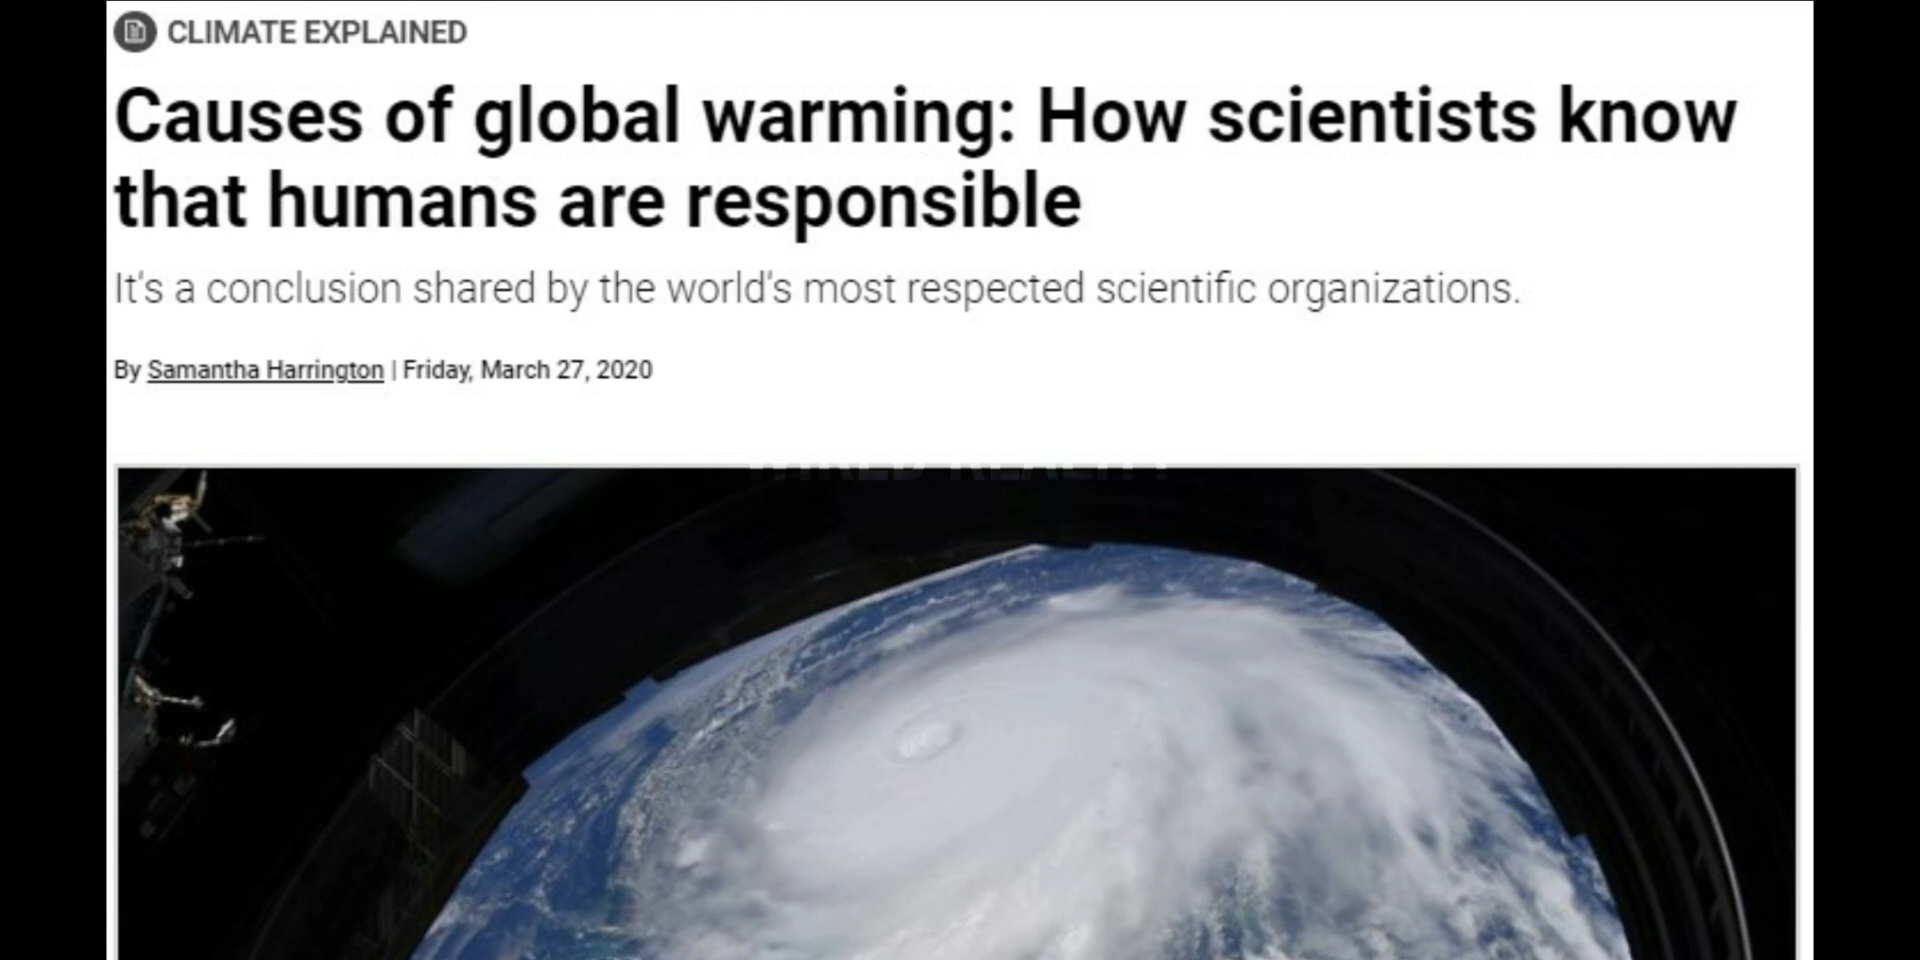 CLIMATE EXPLAINED
Causes of global warming: How scientists know
that humans are responsible
It's a conclusion shared by the world's most respected scientific organizations.
By Samantha Harrington | Friday, March 27, 2020